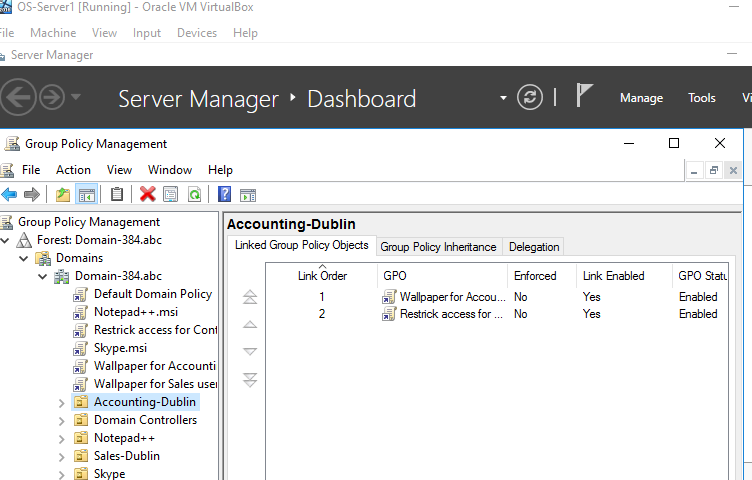 OS-Server1 [Running] - Oracle VM VirtualBox
File Machine View Input Devices Help
Server Manager
Server Manager ‣ Dashboard
Manage Tools Vi
Group Policy Management
File Action View Window Help
Group Policy Management
Forest: Domain-384.abc
Domains
Domain-384.abc
Default Domain Policy
Notepad++.msi
Restrick access for Cont
Skype.msi
Wallpaper for Accounti
Wallpaper for Sales user
Accounting-Dublin
Domain Controllers
Notepad++
Sales-Dublin
Skype
Accounting-Dublin
Linked Group Policy Objects Group Policy Inheritance Delegation
Link Order GPO Enforced Link Enabled GPO Statu
1 Wallpaper for Accou... No Yes Enabled
2 Restrick access for ... No Yes Enabled